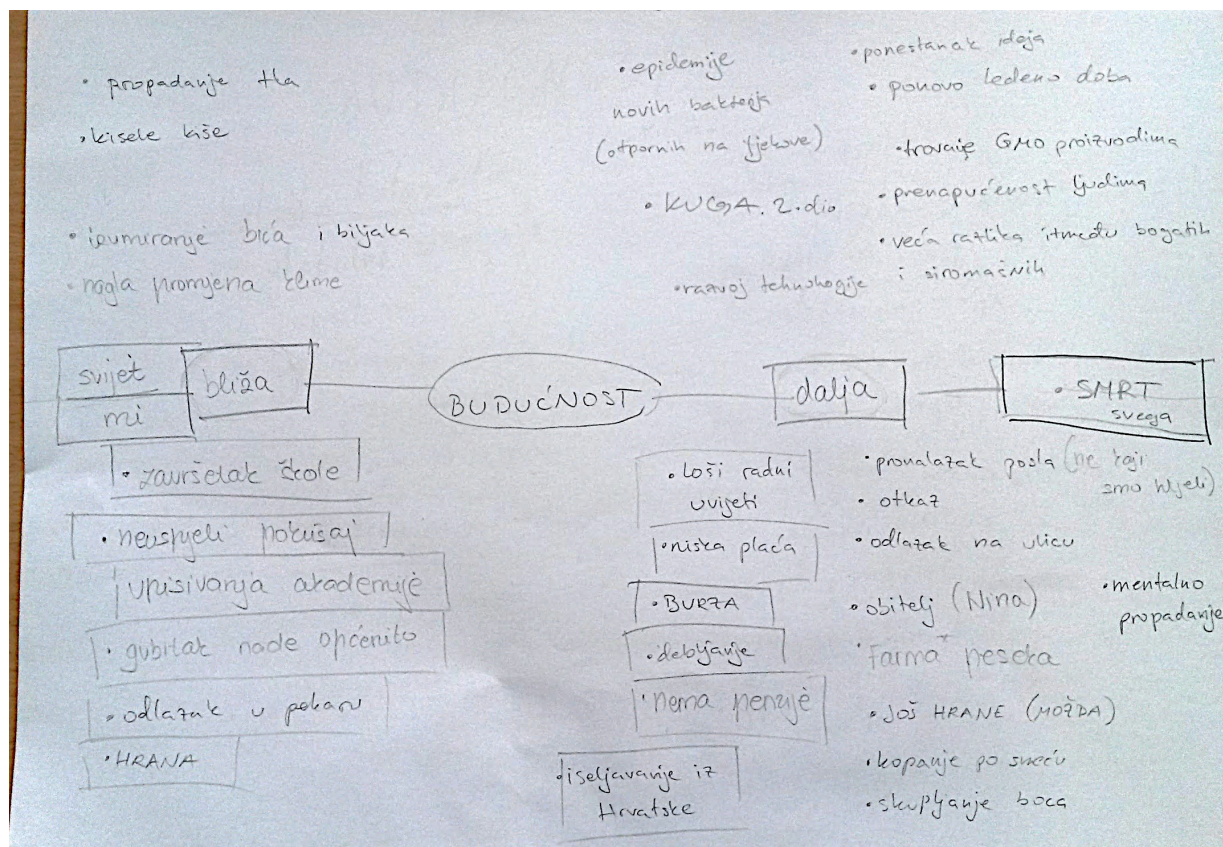 • propadanje tla
• kisele kiše
• izumiranje bića i biljaka
• nagla promjena klime
• epidemije
novih bakterija
(otpornih na ljekove)
• KUGA. 2. dio
• razvoj tehnologije
• ponestanak ideja
• ponovo ledeno doba
• trovanje GMO proizvodima
• prenapučenost ljudima
• veća razlika između bogatih
i siromašnih
svijet
mi
bliža
BUDUĆNOST
dalja
• SMRT
svega
• završetak škole
• neuspjeli pokušaj
upisivanja akademije
• gubitak nade općenito
• odlazak u pekaru
• HRANA
• Loši radni
uvijeti
• niska plaća
• BURZA
• debljanje
• nema penzije
• iseljavanje iz
Hrvatske
• pronalazak posla (ne koji
smo htjeli)
• otkaz
• odlazak na ulicu
• obitelj (Nina)
• mentalno
propadanje
• farma peseka
• JOŠ HRANE (MOŽDA)
• kopanje po smeću
• skupljanje boca